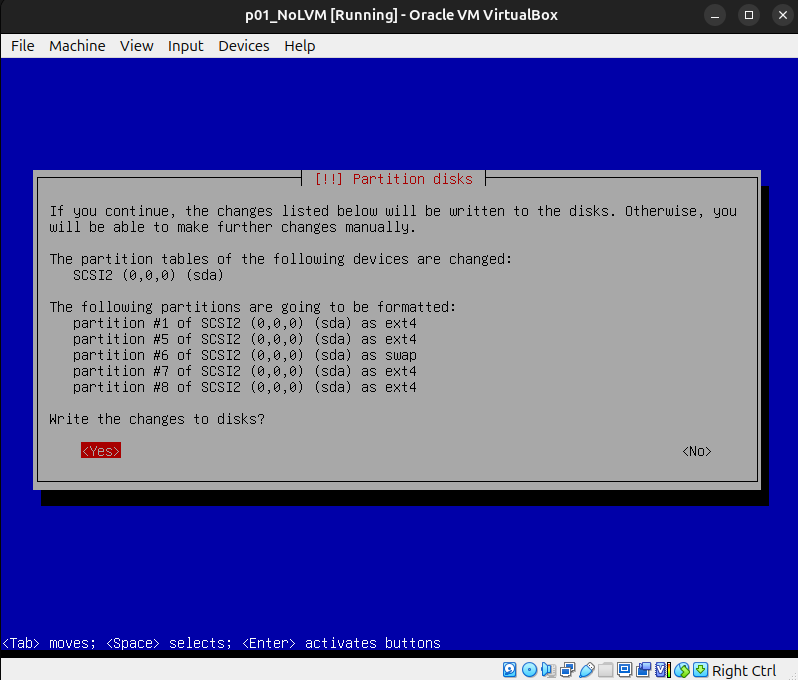 p01_NoLVM [Running] - Oracle VM VirtualBox
File Machine View Input Devices Help
[!!] Partition disks
If you continue, the changes listed below will be written to the disks. Otherwise, you
will be able to make further changes manually.
The partition tables of the following devices are changed:
SCSI2 (0,0,0) (sda)
The following partitions are going to be formatted:
partition #1 of SCSI2 (0,0,0) (sda) as ext4
partition #5 of SCSI2 (0,0,0) (sda) as ext4
partition #6 of SCSI2 (0,0,0) (sda) as swap
partition #7 of SCSI2 (0,0,0) (sda) as ext4
partition #8 of SCSI2 (0,0,0) (sda) as ext4
Write the changes to disks?
<Yes> <No>
<Tab> moves; <Space> selects; <Enter> activates buttons
Right Ctrl